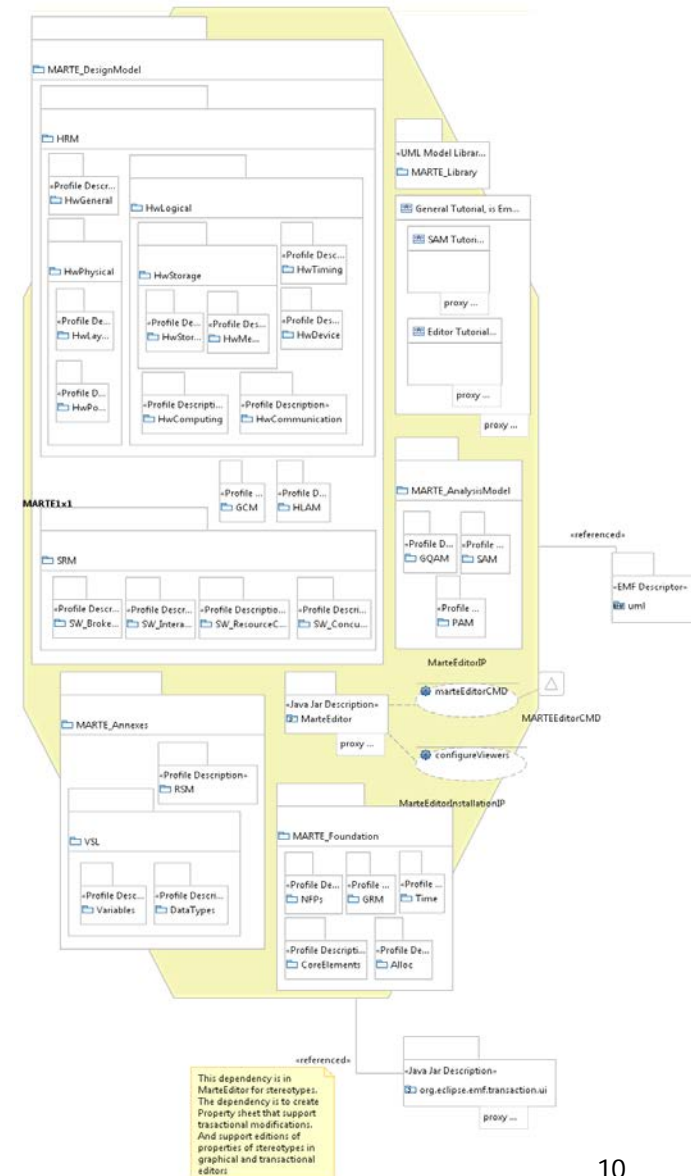 MARTE_DesignModel
HRM
«Profile Descr...
HwGeneral
HwLogical
HwPhysical
HwStorage
«Profile Desc...
HwTiming
«Profile De...
HwLay...
«Profile De...
HwStor...
«Profile Des...
HwMe...
«Profile Des...
HwDevice
«Profile D...
HwPo...
«Profile Descripti...
HwComputing
«Profile Description»
HwCommunication
«UML Model Librar...
MARTE_Library
General Tutorial, is Em...
SAM Tutori...
proxy ...
Editor Tutorial...
proxy ...
proxy ...
MARTE1x1
«Profile ...
GCM
«Profile D...
HLAM
SRM
«Profile Descr...
SW_Broke...
«Profile Descr...
SW_Intera...
«Profile Descriptio...
SW_ResourceC...
«Profile Descri...
SW_Concu...
MARTE_AnalysisModel
«Profile D...
GQAM
«Profile ...
SAM
«Profile ...
PAM
«referenced»
«EMF Descriptor»
uml
MarteEditorIP
marteEditorCMD
MARTEEditorCMD
«Java Jar Description»
MarteEditor
proxy ...
configureViewers
MarteEditorInstallationIP
MARTE_Annexes
«Profile Description»
RSM
VSL
«Profile Desc...
Variables
«Profile Descri...
DataTypes
MARTE_Foundation
«Profile De...
NFPs
«Profile ...
GRM
«Profile ...
Time
«Profile Descripti...
CoreElements
«Profile De...
Alloc
«referenced»
«Java Jar Description»
org.eclipse.emf.transaction.ui
proxy ...
This dependency is in
MarteEditor for stereotypes.
The dependency is to create
Property sheet that support
trasactional modifications.
And support editions of
properties of stereotypes in
graphical and transactional
editors
10